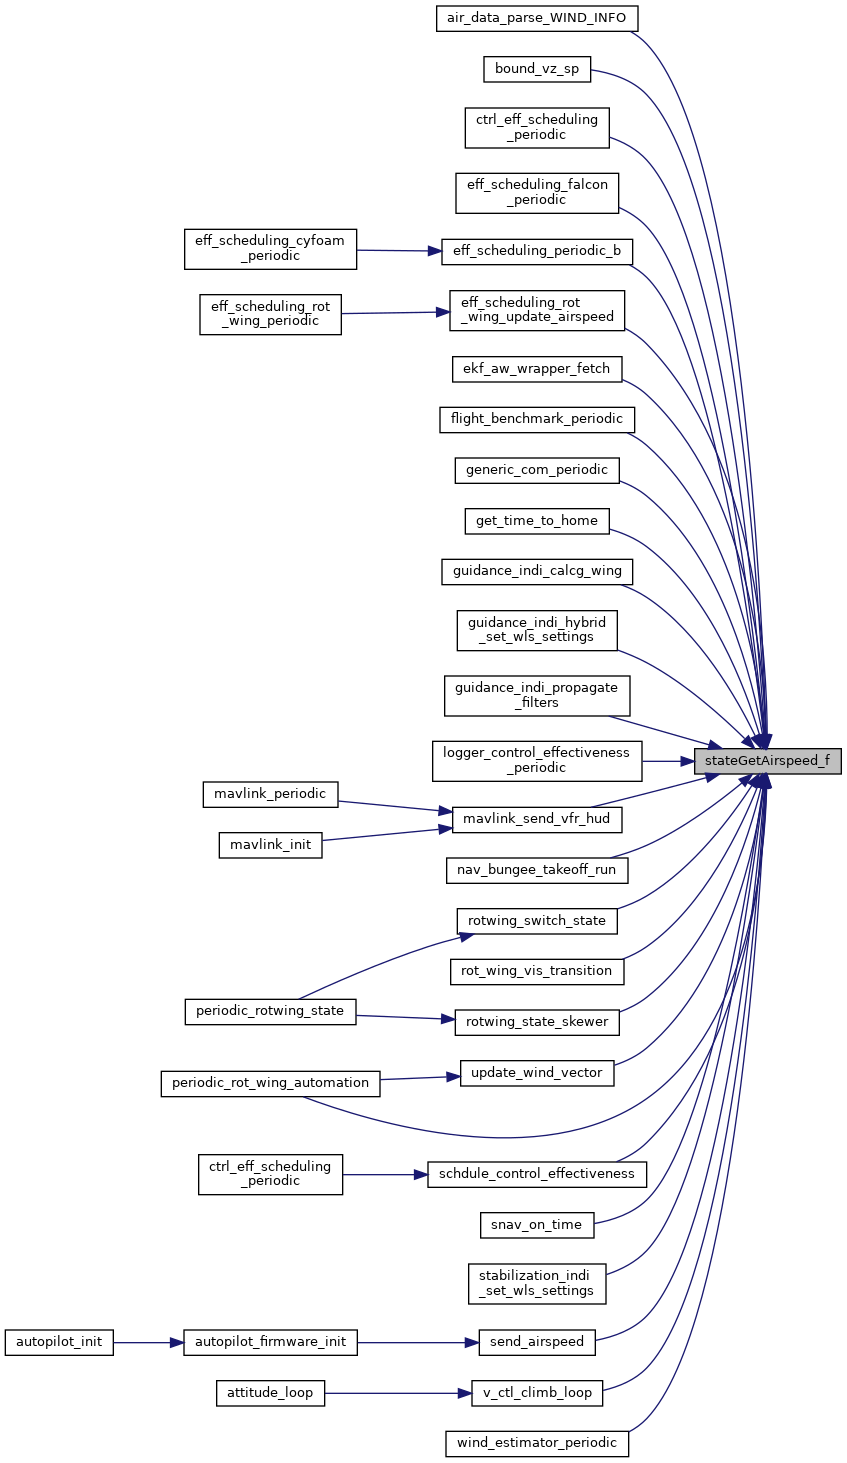 air_data_parse_WIND_INFO
bound_vz_sp
ctrl_eff_scheduling
_periodic
eff_scheduling_falcon
_periodic
eff_scheduling_cyfoam
_periodic
eff_scheduling_periodic_b
eff_scheduling_rot
_wing_periodic
eff_scheduling_rot
_wing_update_airspeed
ekf_aw_wrapper_fetch
flight_benchmark_periodic
generic_com_periodic
get_time_to_home
guidance_indi_calcg_wing
guidance_indi_hybrid
_set_wls_settings
guidance_indi_propagate
_filters
logger_control_effectiveness
_periodic
stateGetAirspeed_f
mavlink_periodic
mavlink_send_vfr_hud
mavlink_init
nav_bungee_takeoff_run
rotwing_switch_state
rot_wing_vis_transition
periodic_rotwing_state
rotwing_state_skewer
update_wind_vector
periodic_rot_wing_automation
ctrl_eff_scheduling
_periodic
schdule_control_effectiveness
snav_on_time
stabilization_indi
_set_wls_settings
autopilot_init
autopilot_firmware_init
send_airspeed
attitude_loop
v_ctl_climb_loop
wind_estimator_periodic